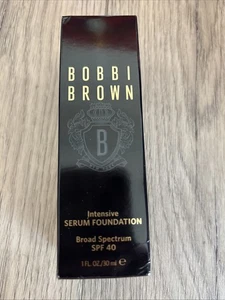 BOBBI
BROWN
B
Intensive
SERUM FOUNDATION
Broad Spectrum
SPF 40
1 FL. OZ./30 ml e